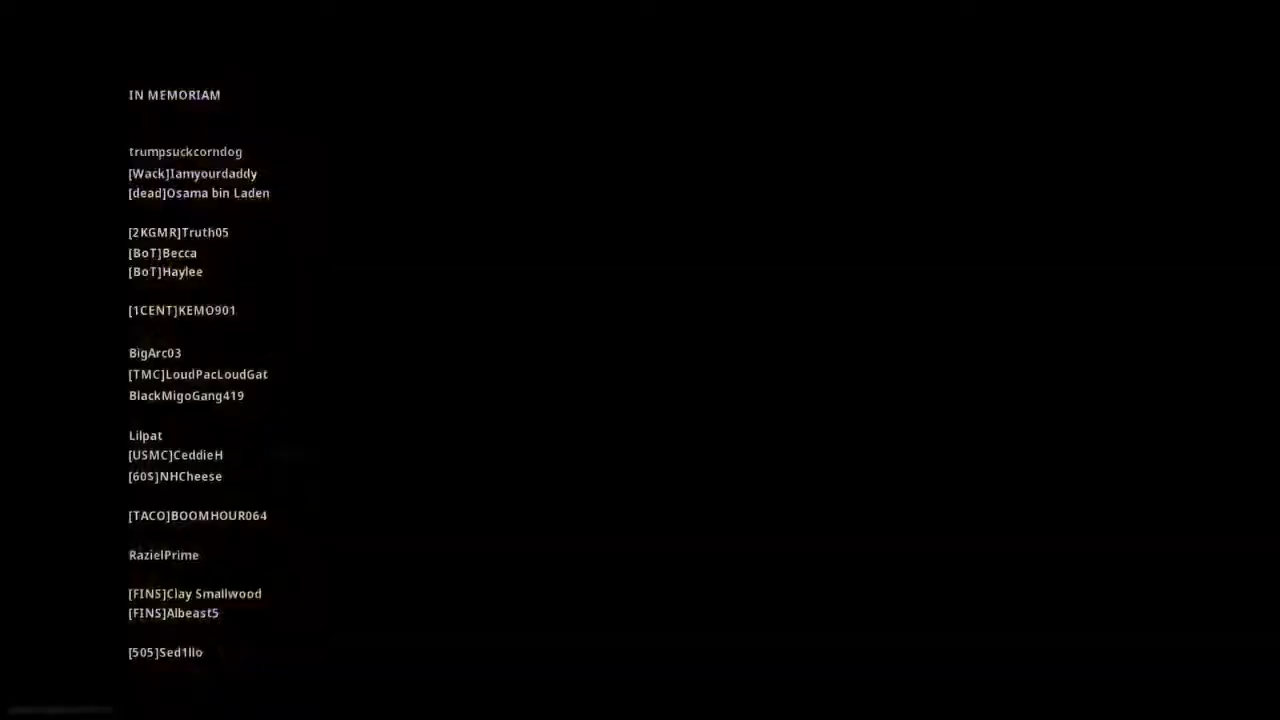 IN MEMORIAM
trumpsuckcorndog
[Wack]Iamyourdaddy
[dead]Osama bin Laden
[2KGMR]Truth05
[BoT]Becca
[BoT]Haylee
[1CENT]KEMO901
BigArc03
[TMC]LoudPacLoudGat
BlackMigoGang419
Lilpat
[USMC]CeddieH
[60S]NHCheese
[TACO]BOOMHOUR064
RazielPrime
[FINS]Clay Smallwood
[FINS]Albeast5
[505]Sed1llo